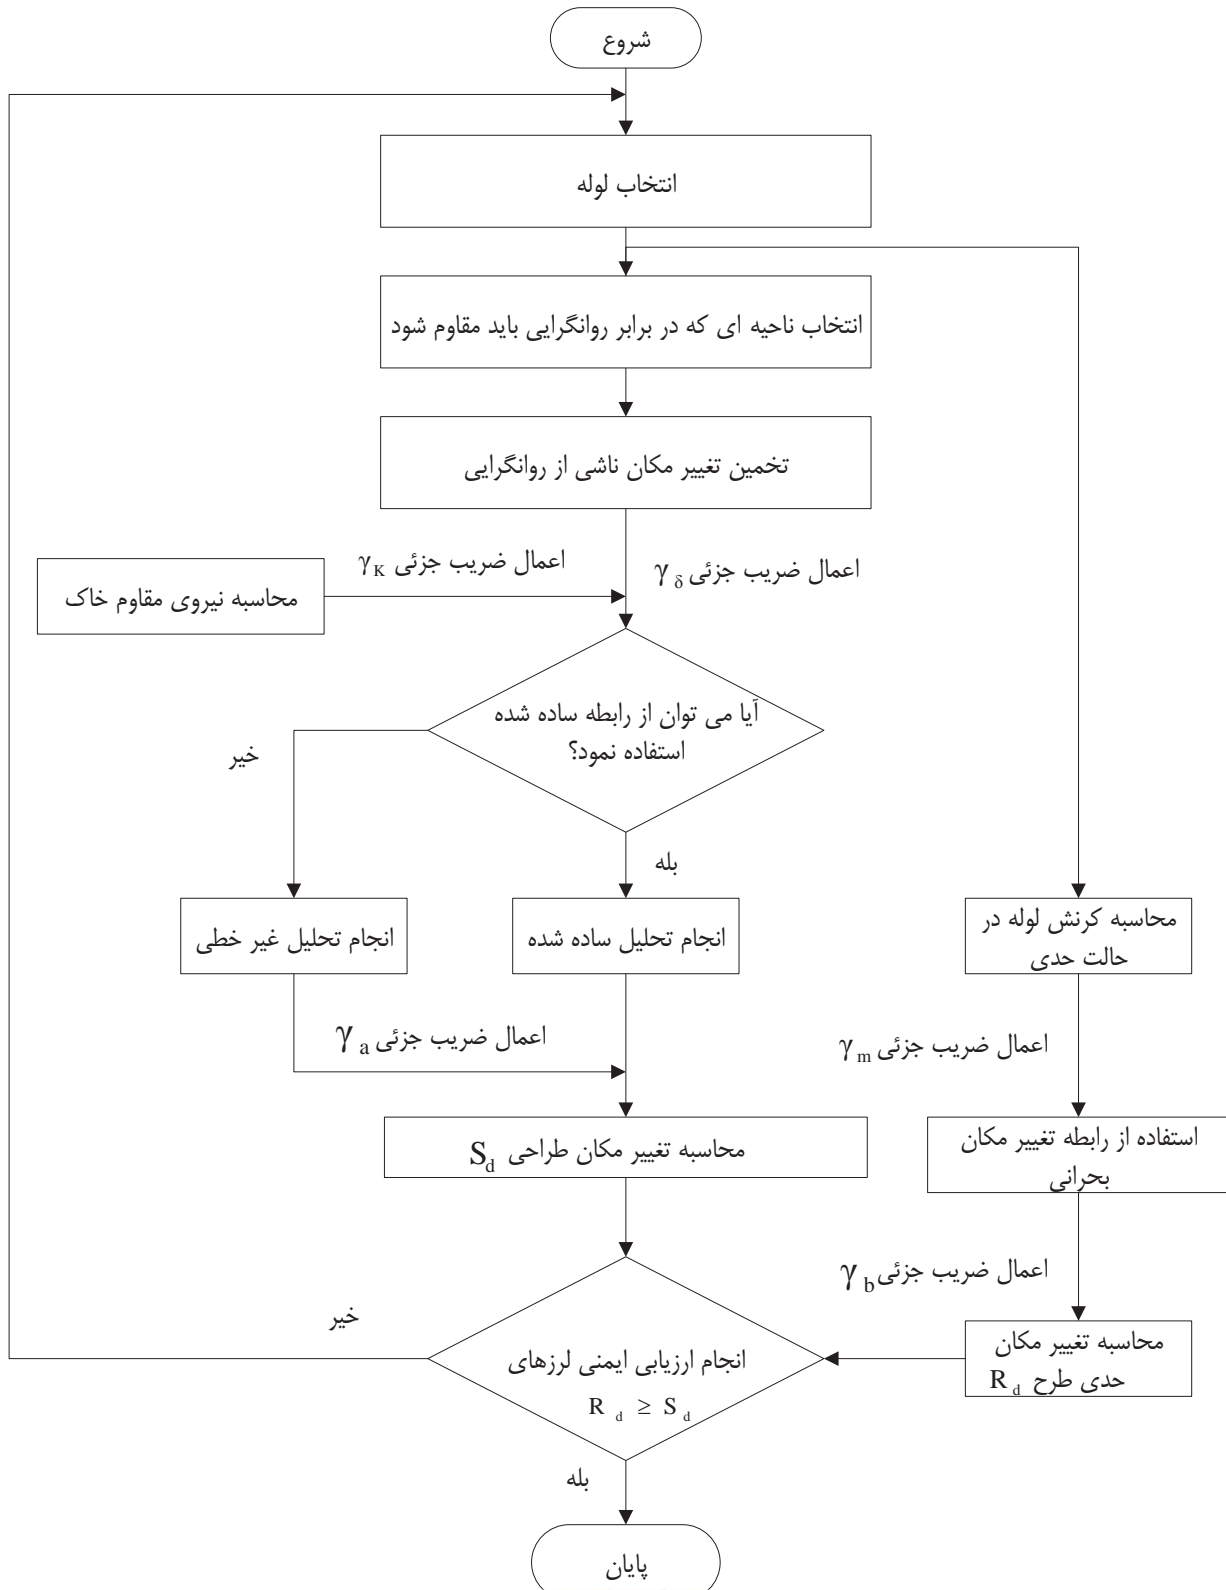 شروع
انتخاب لوله
انتخاب ناحیه ای که در برابر روانگرایی باید مقاوم شود
تخمین تغییر مکان ناشی از روانگرایی
اعمال ضریب جزئی γδ
اعمال ضریب جزئی γK
محاسبه نیروی مقاوم خاک
آیا می توان از رابطه ساده شده
استفاده نمود؟
خیر
بله
انجام تحلیل غیر خطی
انجام تحلیل ساده شده
محاسبه کرنش لوله در
حالت حدی
اعمال ضریب جزئی γa
اعمال ضریب جزئی γm
محاسبه تغییر مکان طراحی Sd
استفاده از رابطه تغییر مکان
بحرانی
اعمال ضریب جزئی γb
محاسبه تغییر مکان
حدی طرح Rd
خیر
انجام ارزیابی ایمنی لرزهای
Rd ≥ Sd
بله
پایان